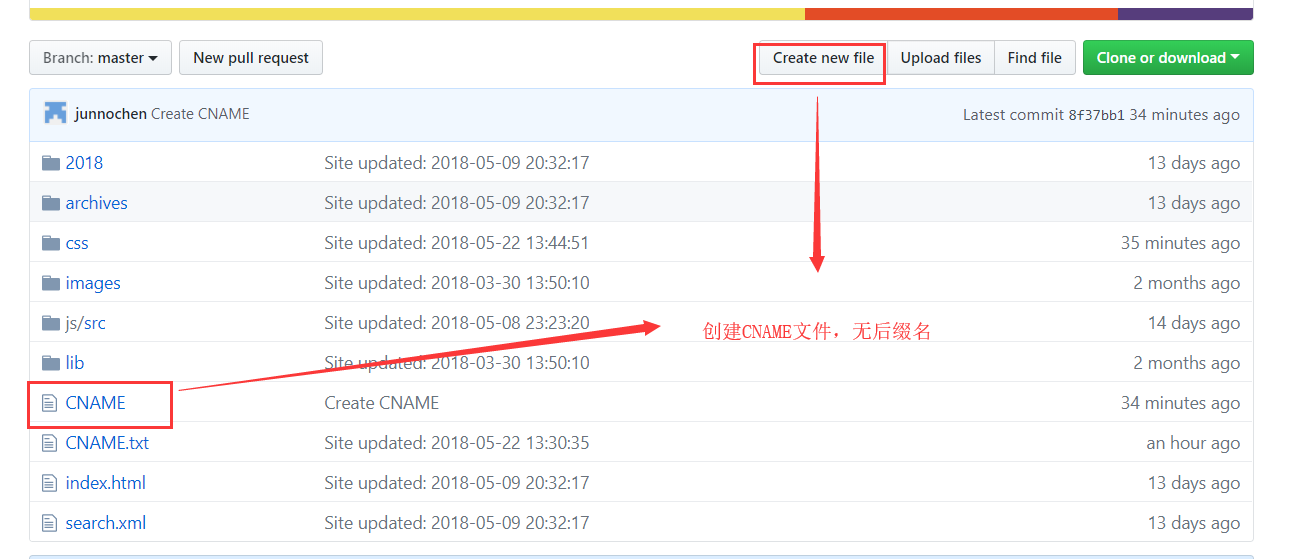 Branch: master New pull request Create new file Upload files Find file Clone or download
junnochen Create CNAME Latest commit 8f37bb1 34 minutes ago
2018 Site updated: 2018-05-09 20:32:17 13 days ago
archives Site updated: 2018-05-09 20:32:17 13 days ago
css Site updated: 2018-05-22 13:44:51 35 minutes ago
images Site updated: 2018-03-30 13:50:10 2 months ago
js/src Site updated: 2018-05-08 23:23:20 14 days ago
创建CNAME文件，无后缀名
lib Site updated: 2018-03-30 13:50:10 2 months ago
CNAME Create CNAME 34 minutes ago
CNAME.txt Site updated: 2018-05-22 13:30:35 an hour ago
index.html Site updated: 2018-05-09 20:32:17 13 days ago
search.xml Site updated: 2018-05-09 20:32:17 13 days ago